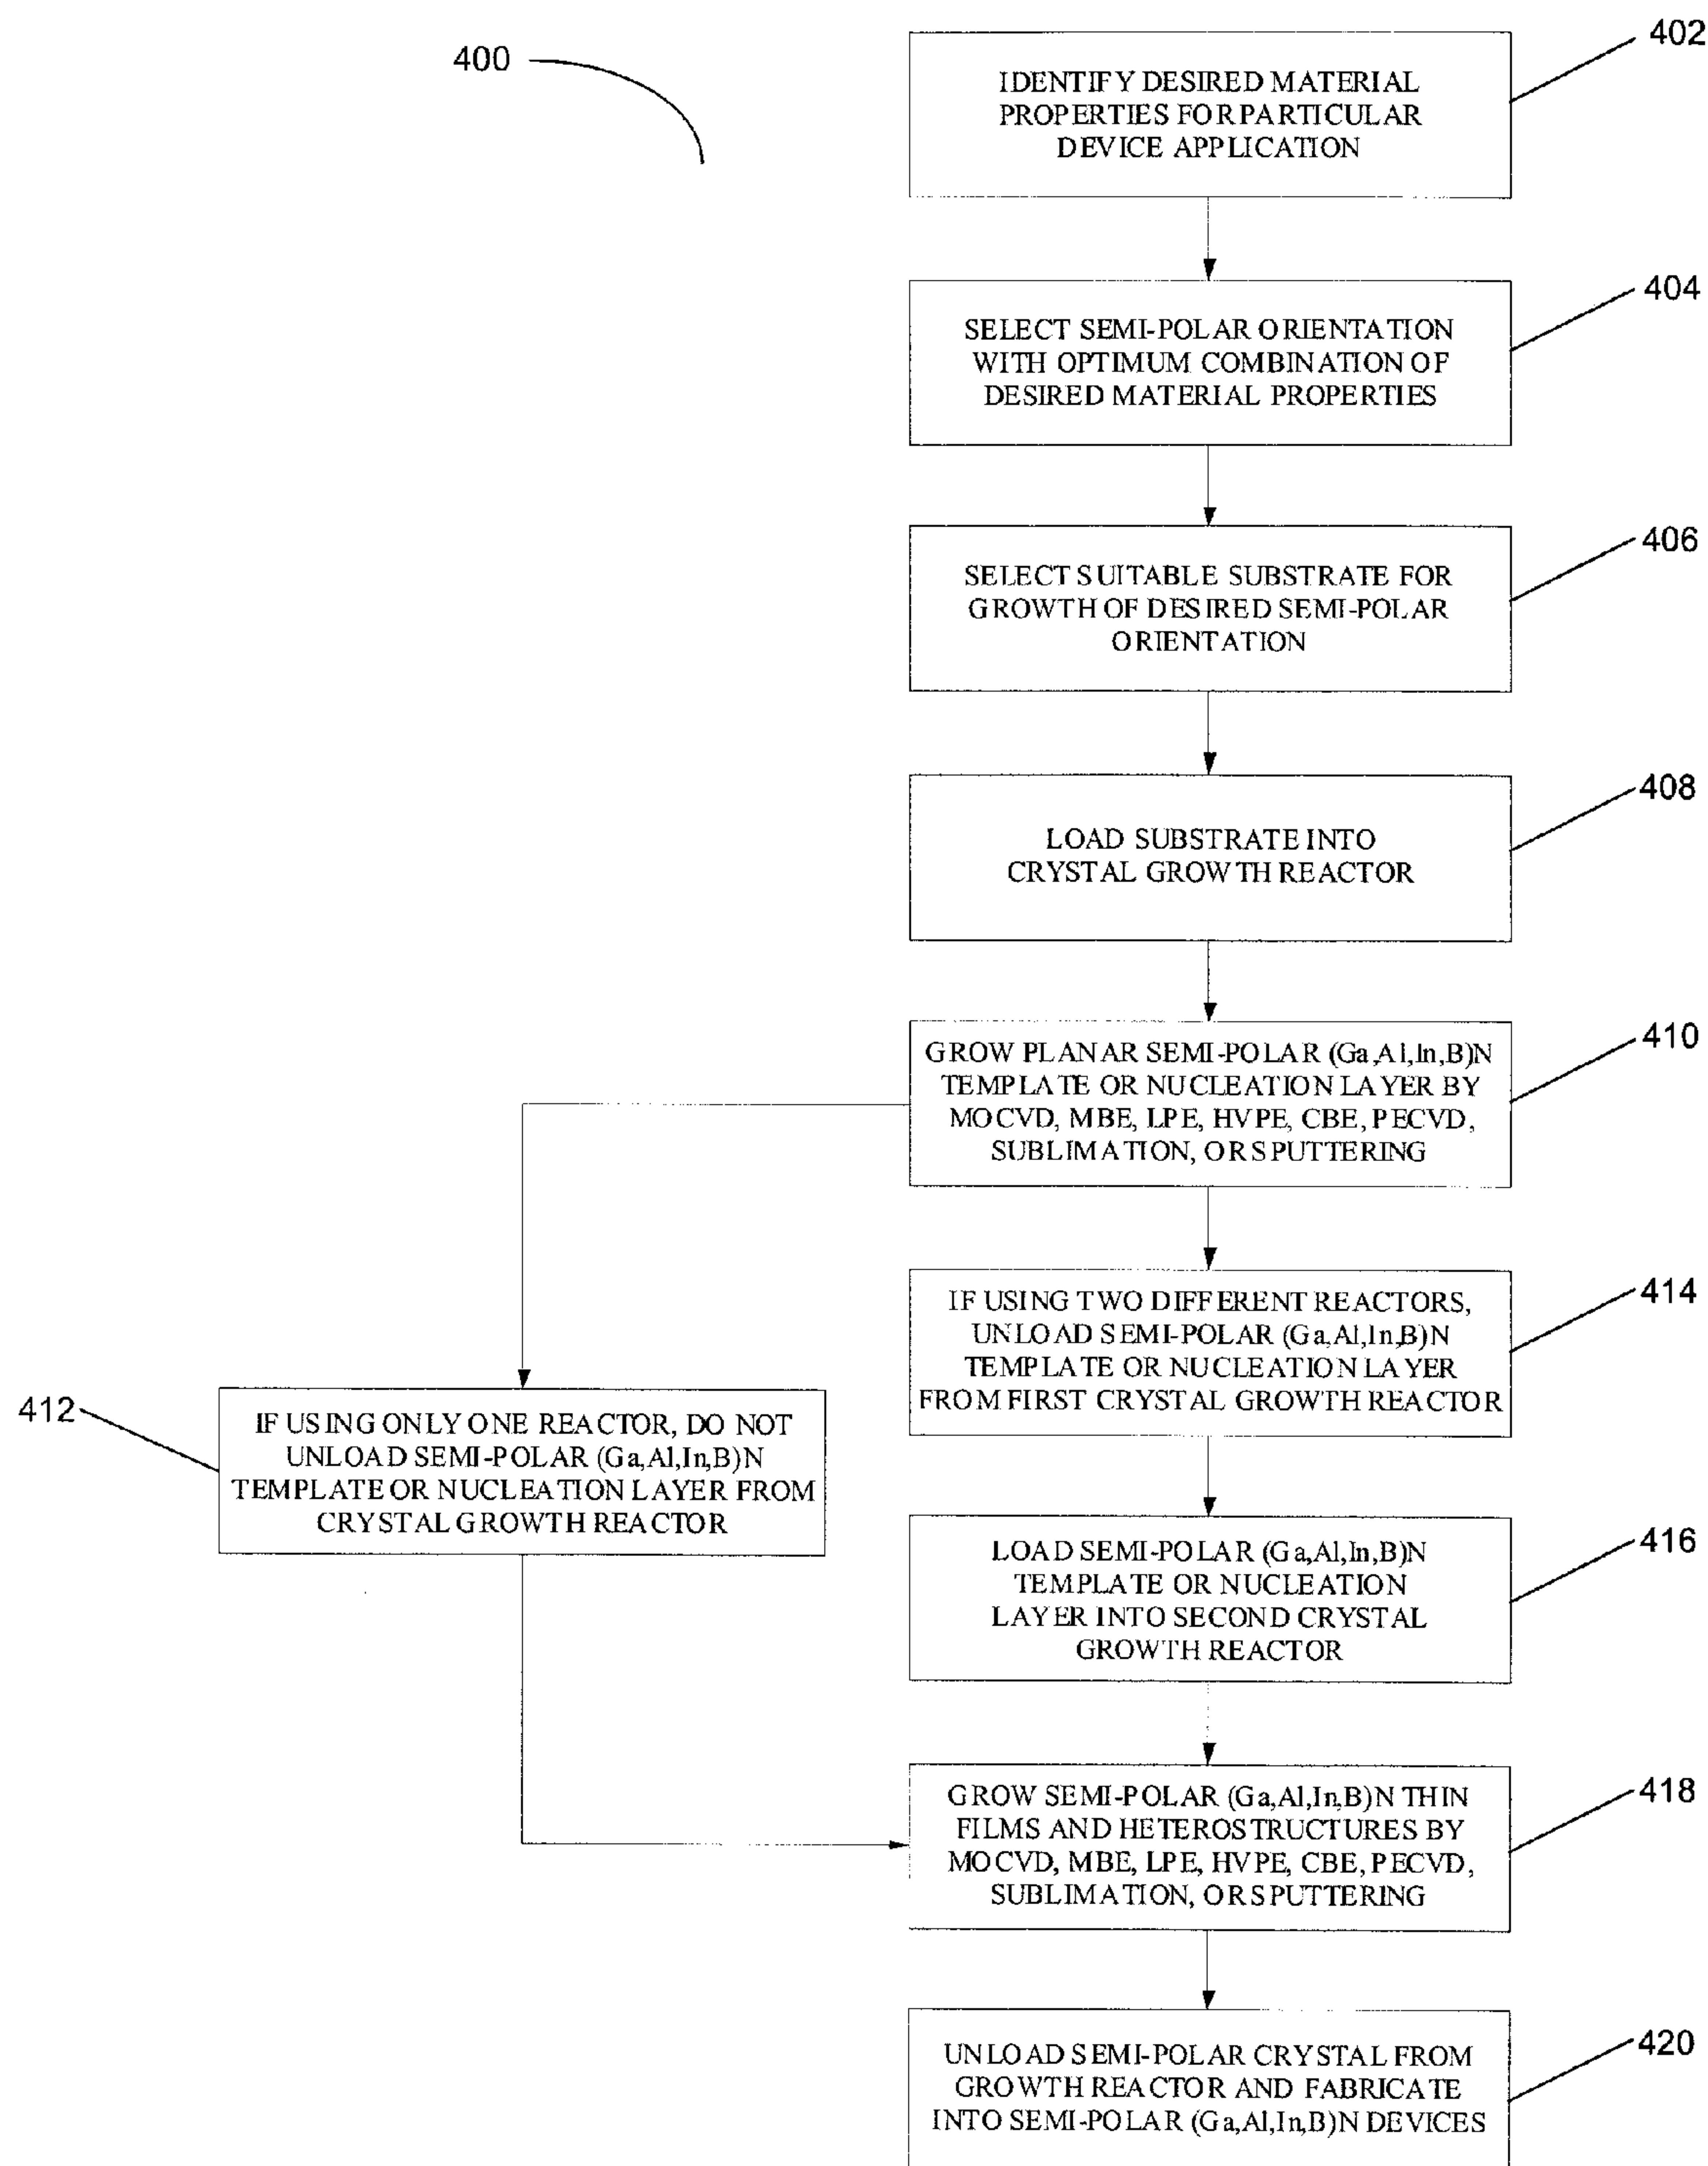 400
402
IDENTIFY DESIRED MATERIAL
PROPERTIES FOR PARTICULAR
DEVICE APPLICATION
404
SELECT SEMI-POLAR ORIENTATION
WITH OPTIMUM COMBINATION OF
DESIRED MATERIAL PROPERTIES
406
SELECT SUITABLE SUBSTRATE FOR
GROWTH OF DESIRED SEMI-POLAR
ORIENTATION
408
LOAD SUBSTRATE INTO
CRYSTAL GROWTH REACTOR
410
GROW PLANAR SEMI-POLAR (Ga,Al,In,B)N
TEMPLATE OR NUCLEATION LAYER BY
MOCVD, MBE, LPE, HVPE, CBE, PECVD,
SUBLIMATION, OR SPUTTERING
414
IF USING TWO DIFFERENT REACTORS,
UNLOAD SEMI-POLAR (Ga,Al,In,B)N
TEMPLATE OR NUCLEATION LAYER
FROM FIRST CRYSTAL GROWTH REACTOR
412
IF USING ONLY ONE REACTOR, DO NOT
UNLOAD SEMI-POLAR (Ga,Al,In,B)N
TEMPLATE OR NUCLEATION LAYER FROM
CRYSTAL GROWTH REACTOR
416
LOAD SEMI-POLAR (Ga,Al,In,B)N
TEMPLATE OR NUCLEATION
LAYER INTO SECOND CRYSTAL
GROWTH REACTOR
418
GROW SEMI-POLAR (Ga,Al,In,B)N THIN
FILMS AND HETEROSTRUCTURES BY
MOCVD, MBE, LPE, HVPE, CBE, PECVD,
SUBLIMATION, OR SPUTTERING
420
UNLOAD SEMI-POLAR CRYSTAL FROM
GROWTH REACTOR AND FABRICATE
INTO SEMI-POLAR (Ga,Al,In,B)N DEVICES